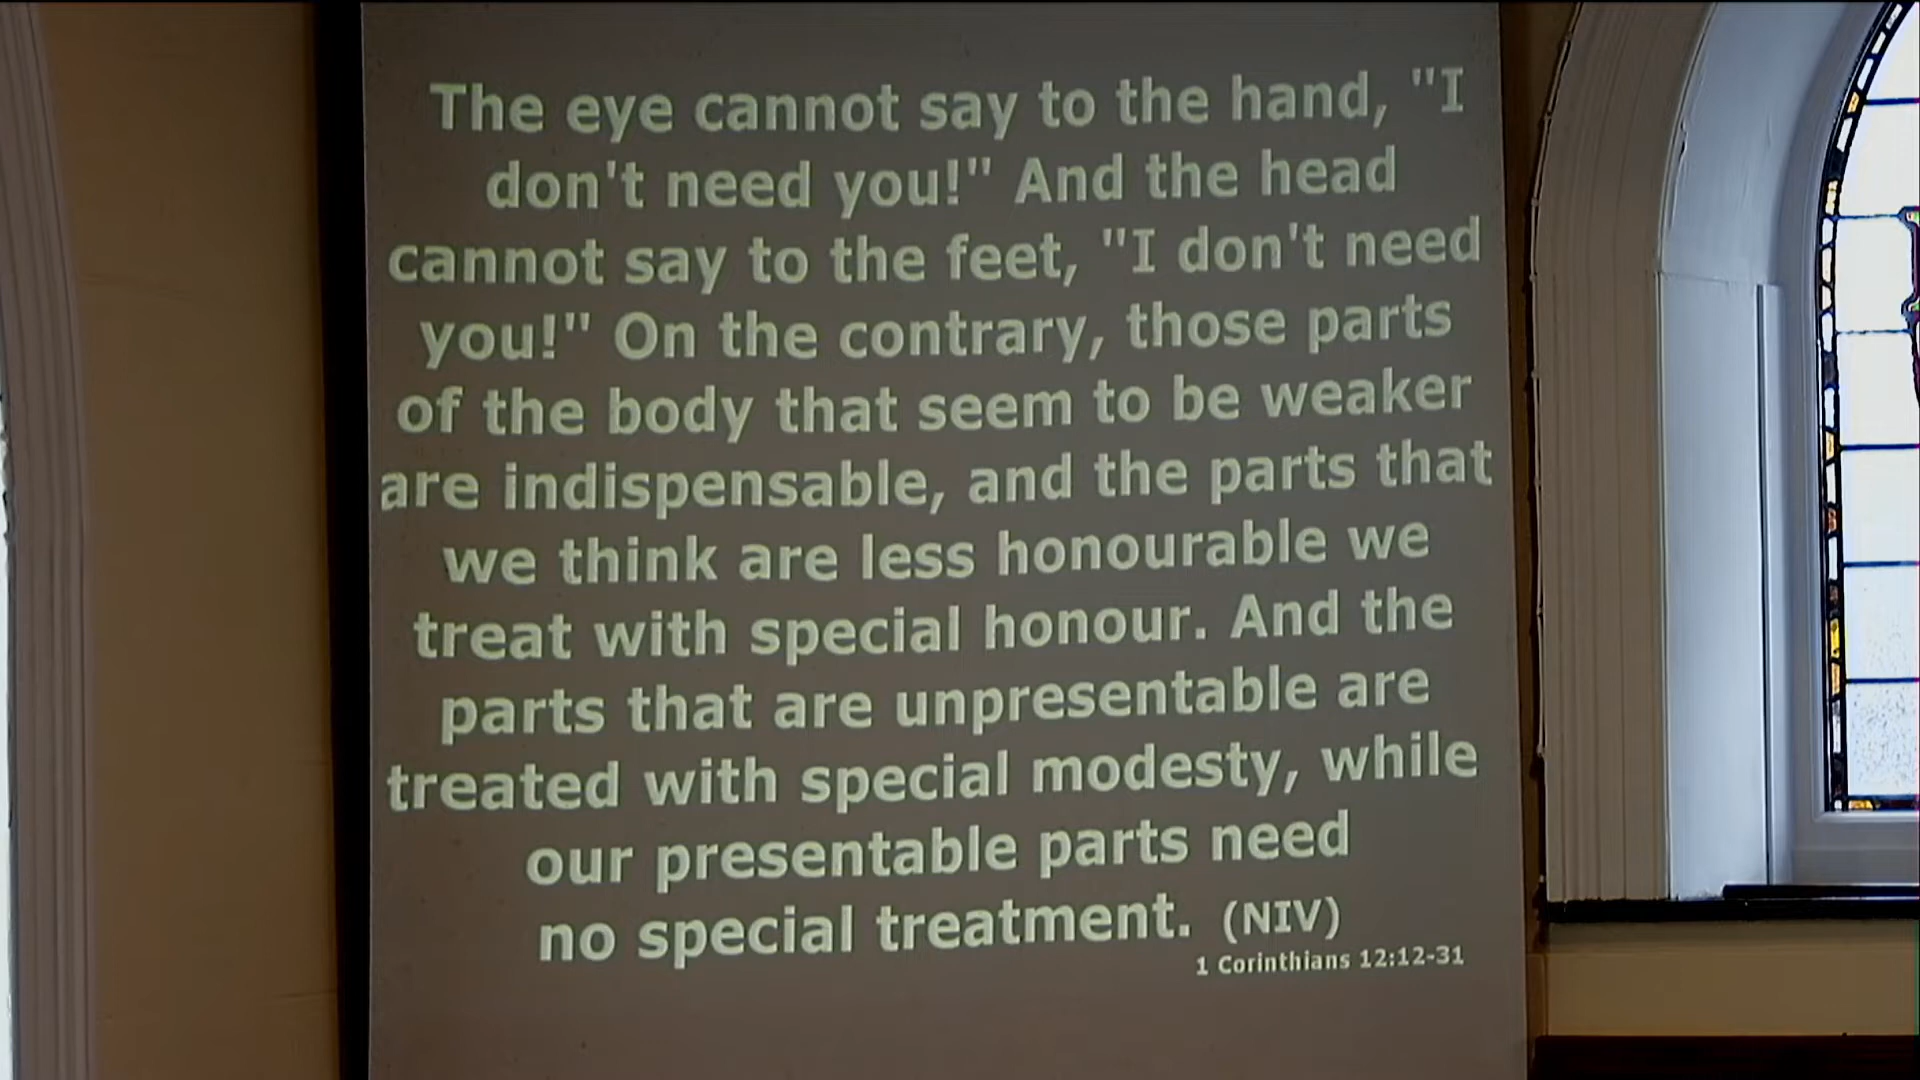 The eye cannot say to the hand, "I
don't need you!" And the head
cannot say to the feet, "I don't need
you!" On the contrary, those parts
of the body that seem to be weaker
are indispensable, and the parts that
we think are less honourable we
treat with special honour. And the
parts that are unpresentable are
treated with special modesty, while
our presentable parts need
no special treatment. (NIV)
1 Corinthians 12:12-31